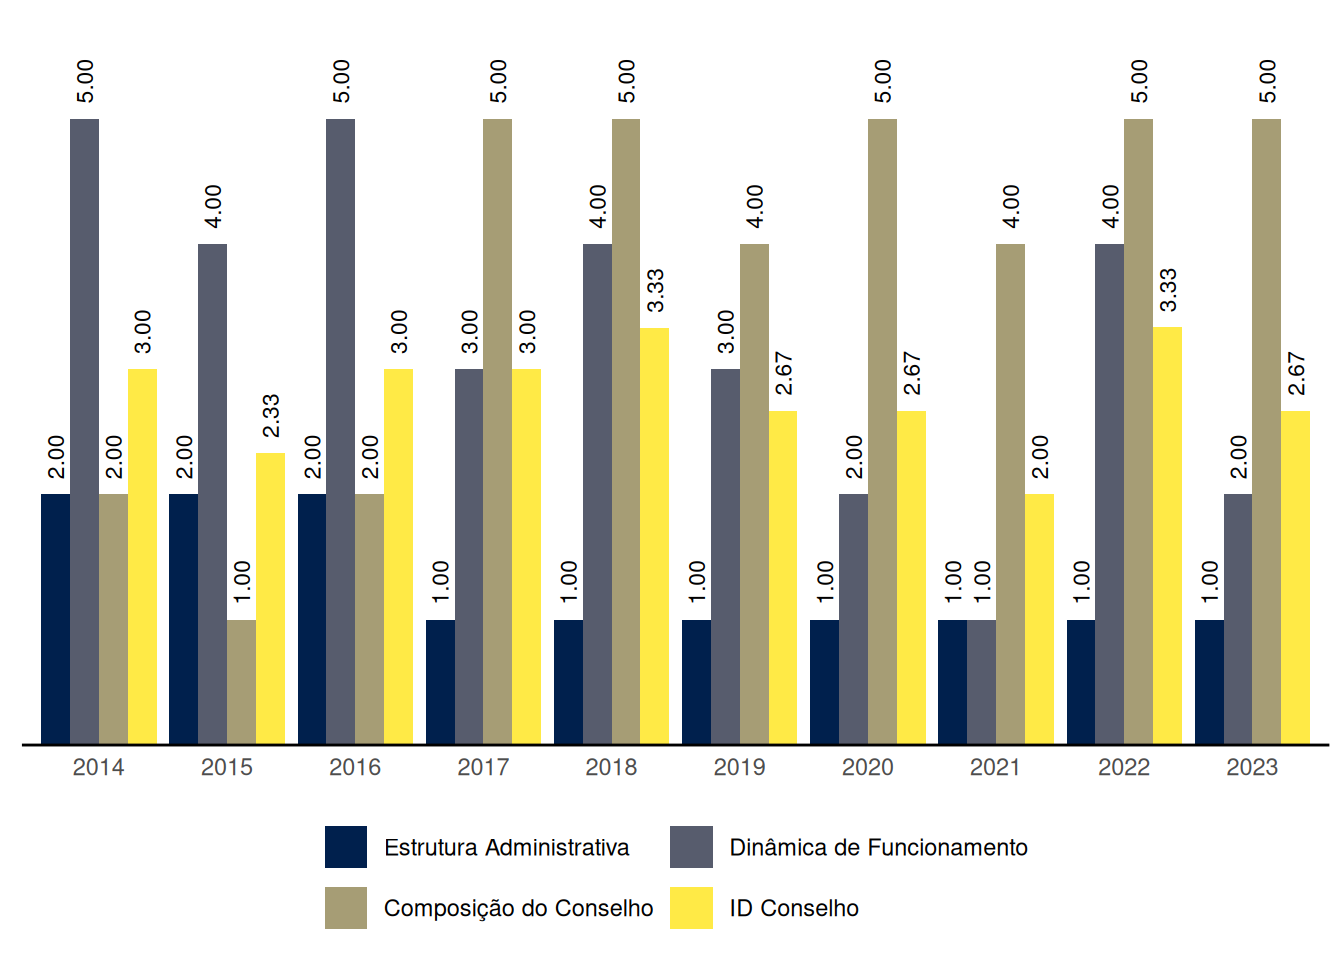 2.00 5.00 2.00 3.00
2.00 4.00 1.00 2.33
2.00 5.00 2.00 3.00
1.00 3.00 5.00 3.00
1.00 4.00 5.00 3.33
1.00 3.00 4.00 2.67
1.00 2.00 5.00 2.67
1.00 1.00 4.00 2.00
1.00 4.00 5.00 3.33
1.00 2.00 5.00 2.67
2014 2015 2016 2017 2018 2019 2020 2021 2022 2023
Estrutura Administrativa Dinâmica de Funcionamento
Composição do Conselho ID Conselho